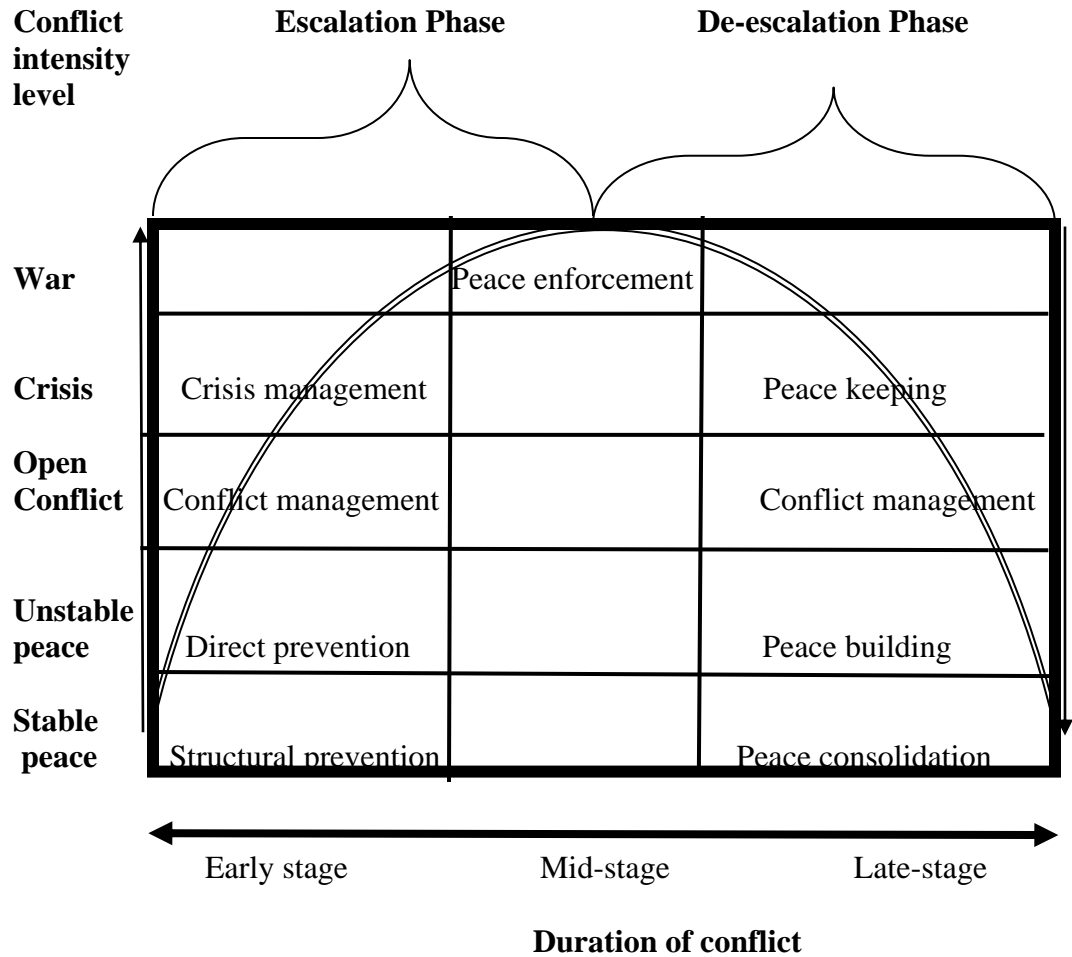 Conflict
intensity
level
Escalation Phase
De-escalation Phase
War
Peace enforcement
Crisis
Crisis management
Peace keeping
Open
Conflict
Conflict management
Conflict management
Unstable
peace
Direct prevention
Peace building
Stable
peace
Structural prevention
Peace consolidation
Early stage
Mid-stage
Late-stage
Duration of conflict